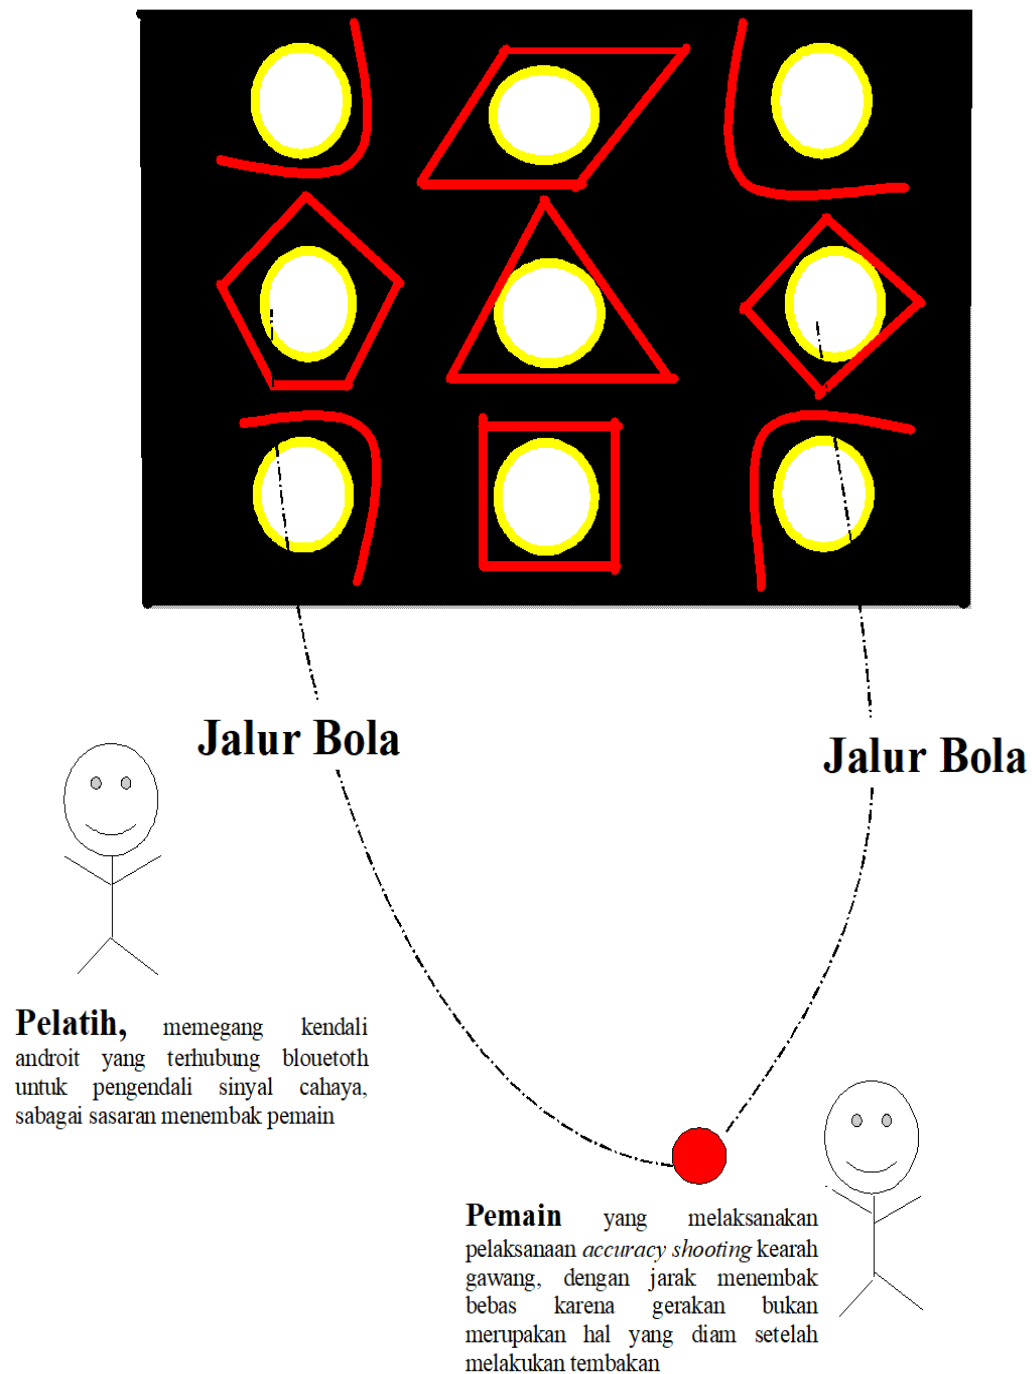 Jalur Bola
Jalur Bola
Pelatih, memegang kendali
androit yang terhubung blouetoth
untuk pengendali sinyal cahaya,
sabagai sasaran menembak pemain
Pemain yang melaksanakan
pelaksanaan accuracy shooting kearah
gawang, dengan jarak menembak
bebas karena gerakan bukan
merupakan hal yang diam setelah
melakukan tembakan